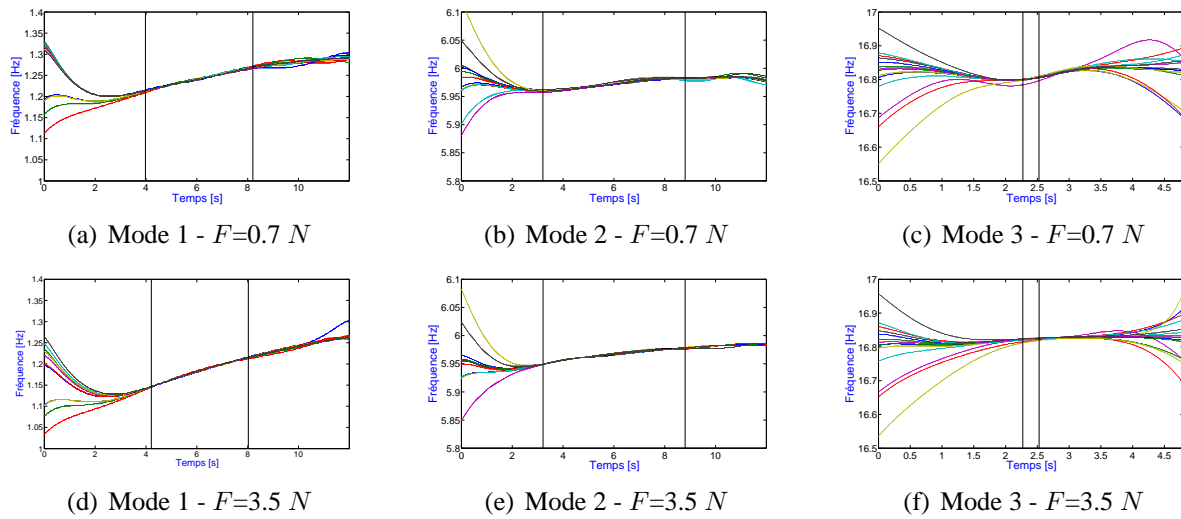 1.4
1.35
1.3
1.25
1.2
1.15
1.1
1.05
1
Fréquence [Hz]
0 2 4 6 8 10
Temps [s]
(a) Mode 1 - F=0.7 N
6.1
6.05
6
5.95
5.90
5.85
5.8
Fréquence [Hz]
0 2 4 6 8 10
Temps [s]
(b) Mode 2 - F=0.7 N
17
16.9
16.8
16.7
16.6
16.5
Fréquence [Hz]
0 0.5 1 1.5 2 2.5 3 3.5 4 4.5
Temps [s]
(c) Mode 3 - F=0.7 N
1.4
1.35
1.3
1.25
1.2
1.15
1.1
1.05
1
Fréquence [Hz]
0 2 4 6 8 10
Temps [s]
(d) Mode 1 - F=3.5 N
6.1
6.05
6
5.95
5.9
5.85
5.8
Fréquence [Hz]
0 2 4 6 8 10
Temps [s]
(e) Mode 2 - F=3.5 N
17
16.9
16.8
16.7
16.6
16.5
Fréquence [Hz]
0 0.5 1 1.5 2 2.5 3 3.5 4 4.5
Temps [s]
(f) Mode 3 - F=3.5 N